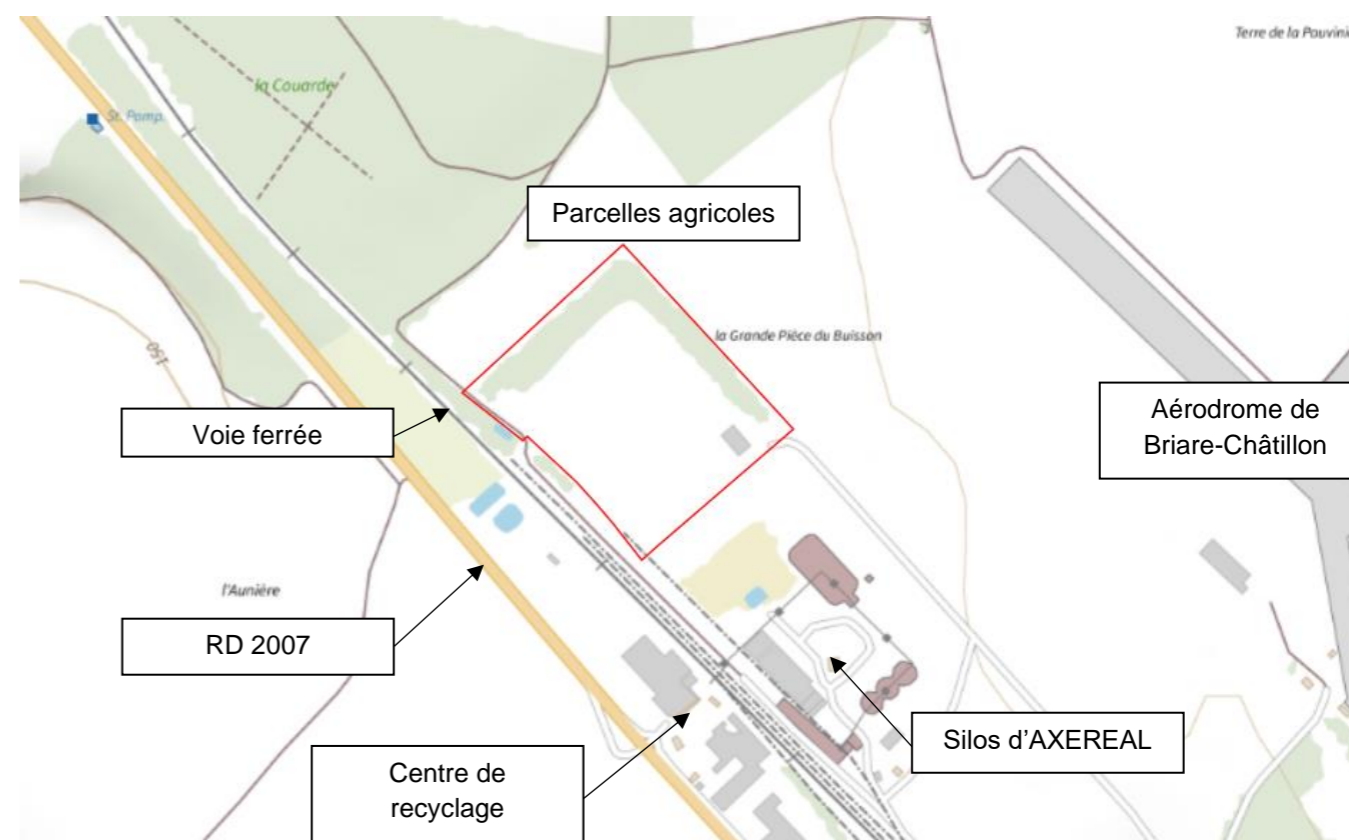 Terre de la Pauvini
la Couarde
St. Pomp.
Parcelles agricoles
la Grande Pièce du Buisson
150
Voie ferrée
Aérodrome de
Briare-Châtillon
l'Aunière
RD 2007
Silos d'AXEREAL
Centre de
recyclage